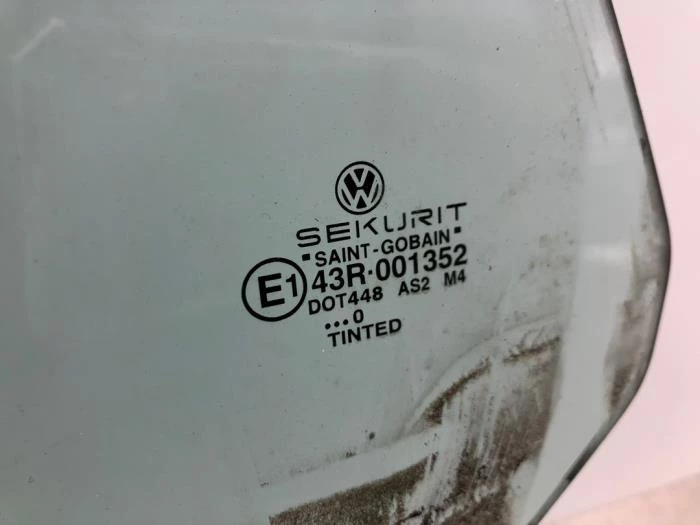 SEKURIT
"SAINT-GOBAIN"
E1 43R-001352
DOT448 AS2 M4
...0
TINTED